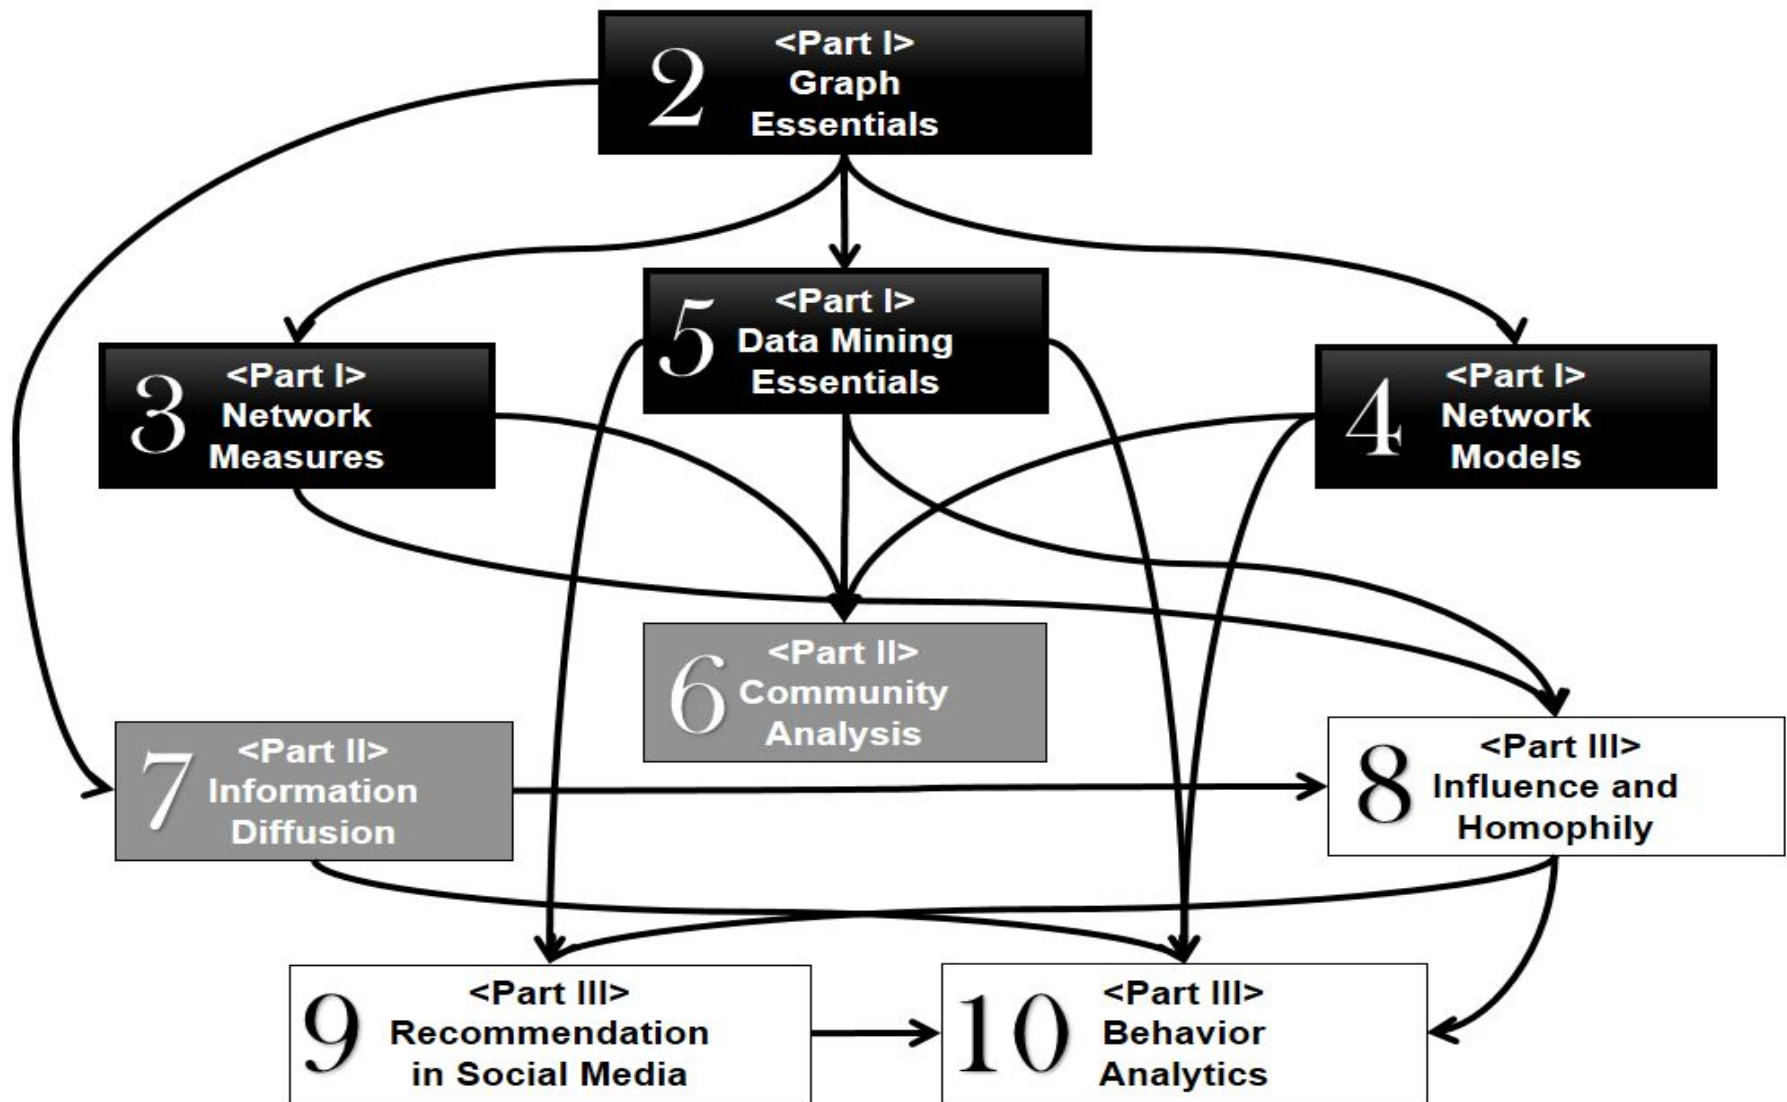 2
<Part I>
Graph
Essentials
5
<Part I>
Data Mining
Essentials
3
<Part I>
Network
Measures
4
<Part I>
Network
Models
6
<Part II>
Community
Analysis
7
<Part II>
Information
Diffusion
8
<Part III>
Influence and
Homophily
9
<Part III>
Recommendation
in Social Media
10
<Part III>
Behavior
Analytics